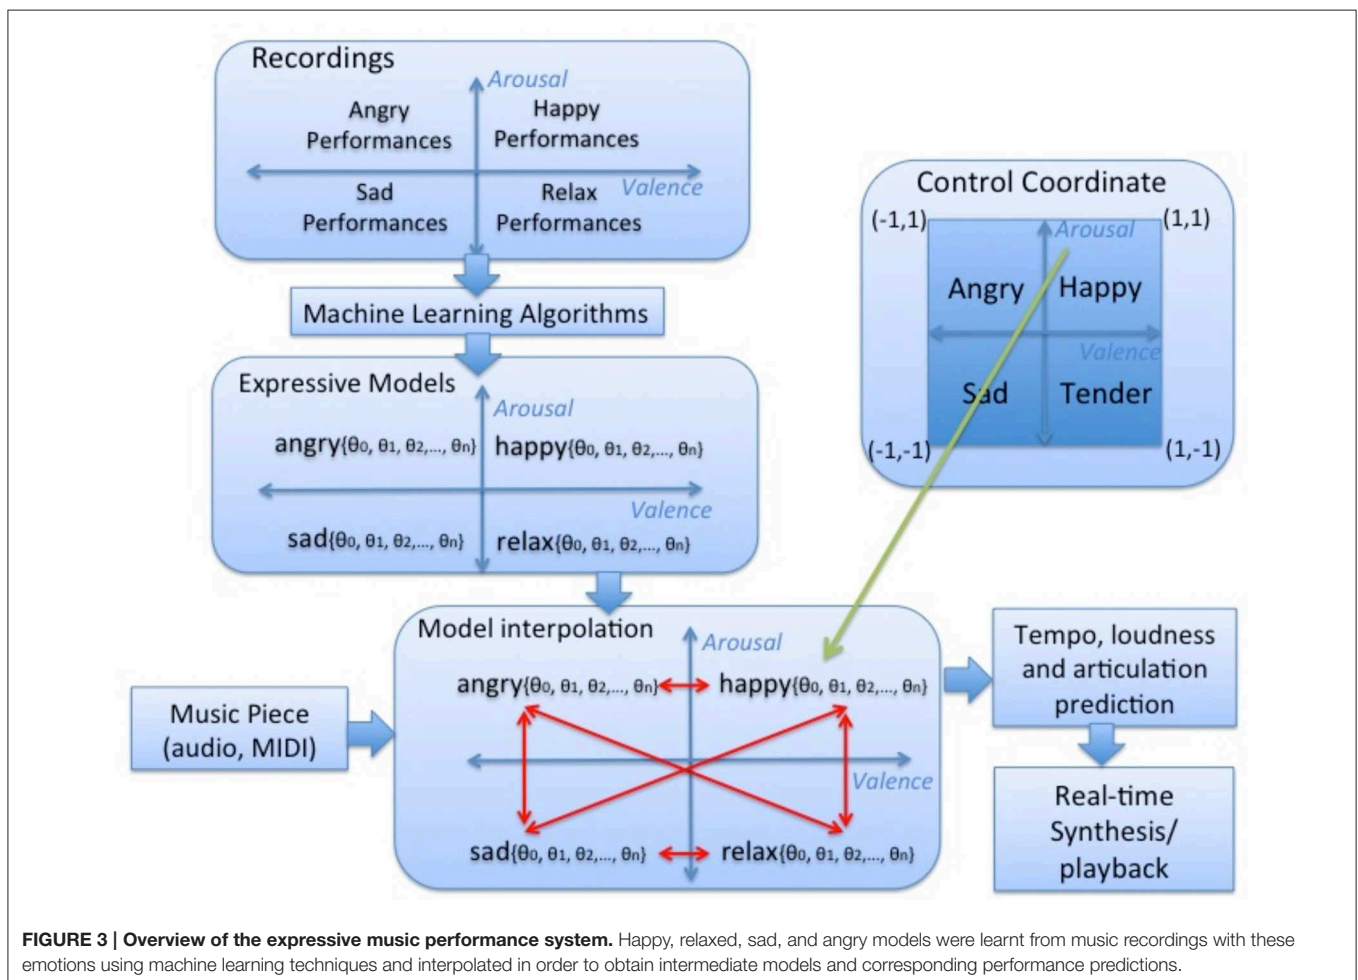 Recordings
Arousal
Angry
Performances
Happy
Performances
Valence
Sad
Performances
Relax
Performances
Machine Learning Algorithms
Expressive Models
Arousal
angry{θ0, θ1, θ2,..., θn}
happy{θ0, θ1, θ2,..., θn}
Valence
sad{θ0, θ1, θ2,..., θn}
relax{θ0, θ1, θ2,..., θn}
Control Coordinate
(-1,1)
(1,1)
Arousal
Angry
Happy
Valence
Sad
Tender
(-1,-1)
(1,-1)
Music Piece
(audio, MIDI)
Model interpolation
Arousal
angry{θ0, θ1, θ2,..., θn}
happy{θ0, θ1, θ2,..., θn}
Valence
sad{θ0, θ1, θ2,..., θn}
relax{θ0, θ1, θ2,..., θn}
Tempo, loudness
and articulation
prediction
Real-time
Synthesis/
playback
FIGURE 3 | Overview of the expressive music performance system. Happy, relaxed, sad, and angry models were learnt from music recordings with these
emotions using machine learning techniques and interpolated in order to obtain intermediate models and corresponding performance predictions.